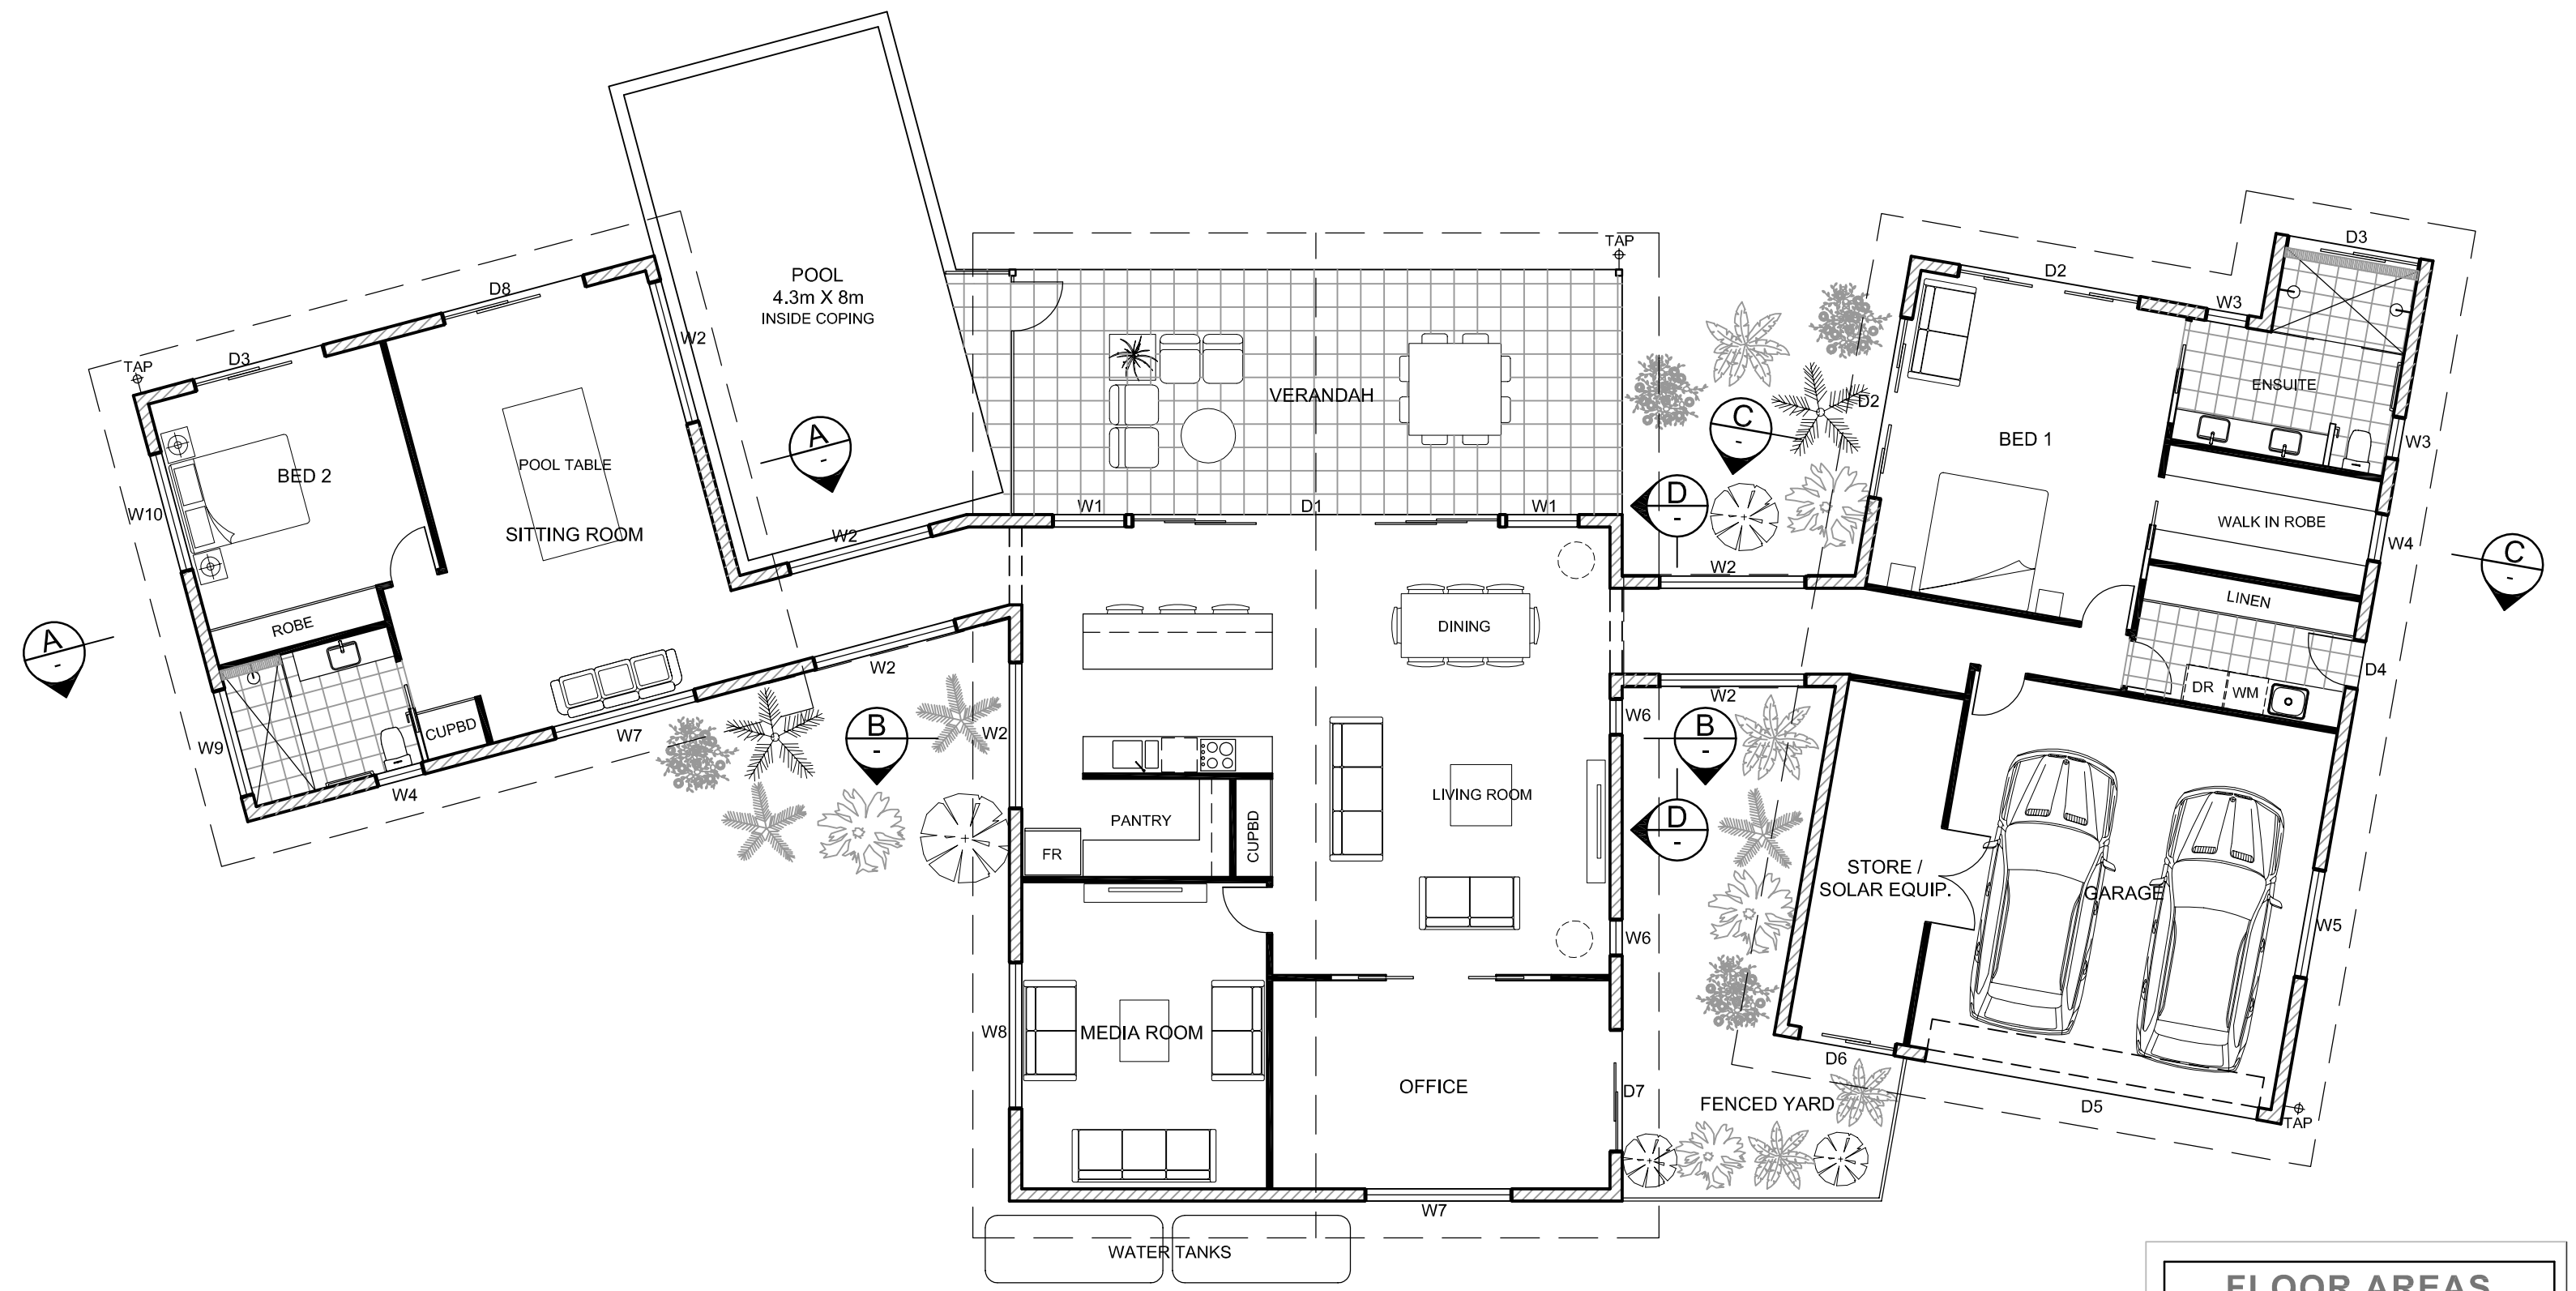 POOL
4.3m X 8m
INSIDE COPING
TAP
D3
D2
W3
D8
W2
D3
TAP
VERANDAH
D2
ENSUITE
BED 1
W3
A
-
C
-
POOL TABLE
BED 2
SITTING ROOM
W10
W2
W1
D1
W1
D
-
WALK IN ROBE
W4
C
-
W2
LINEN
ROBE
DINING
A
-
W2
D4
DR
WM
W2
W6
CUPBD
W7
W9
W4
B
-
W2
B
-
LIVING ROOM
PANTRY
CUPBD
FR
D
-
STORE /
SOLAR EQUIP.
GARAGE
W5
W6
W8
MEDIA ROOM
OFFICE
D7
D6
FENCED YARD
D5
TAP
W7
WATER TANKS
FLOOR AREAS